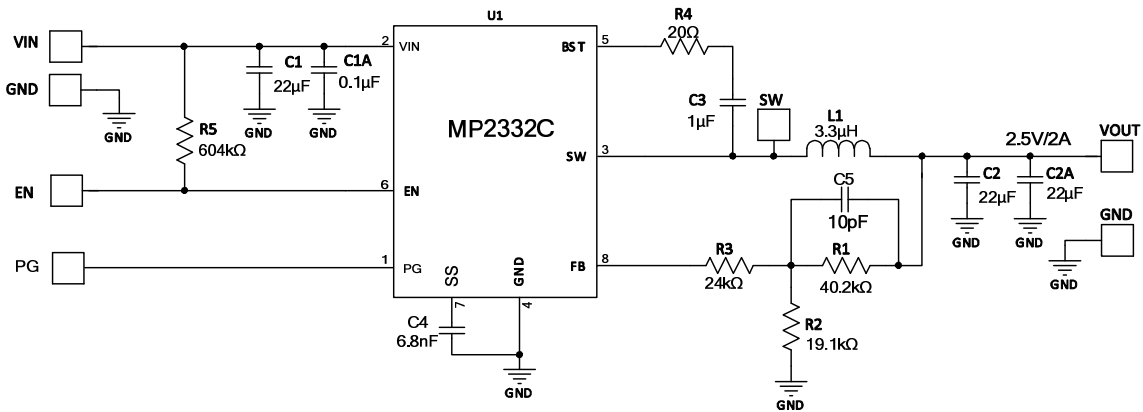 U1
VIN
GND
GND
R5
604kΩ
C1
22µF
GND
C1A
0.1µF
GND
EN
PG
2
VIN
6
EN
1
PG
MP2332C
BST
5
SW
3
FB
8
SS
7
GND
4
C4
6.8nF
GND
R4
20Ω
C3
1µF
SW
L1
3.3µH
2.5V/2A
VOUT
C5
10pF
R3
24kΩ
R1
40.2kΩ
R2
19.1kΩ
GND
C2
22µF
GND
C2A
22µF
GND
GND
GND